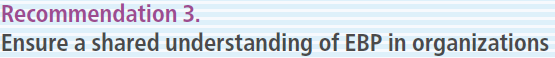 Recommendation 3.
Ensure a shared understanding of EBP in organizations